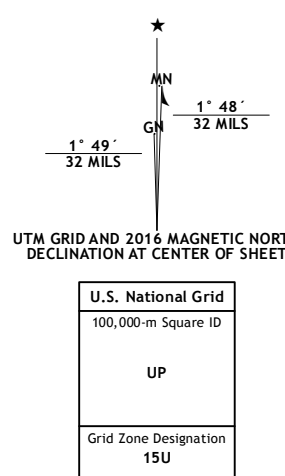 ★
MN
1° 48´
32 MILS
GN
1° 49´
32 MILS
UTM GRID AND 2016 MAGNETIC NORT
DECLINATION AT CENTER OF SHEET
U.S. National Grid
100,000-m Square ID
UP
Grid Zone Designation
15U